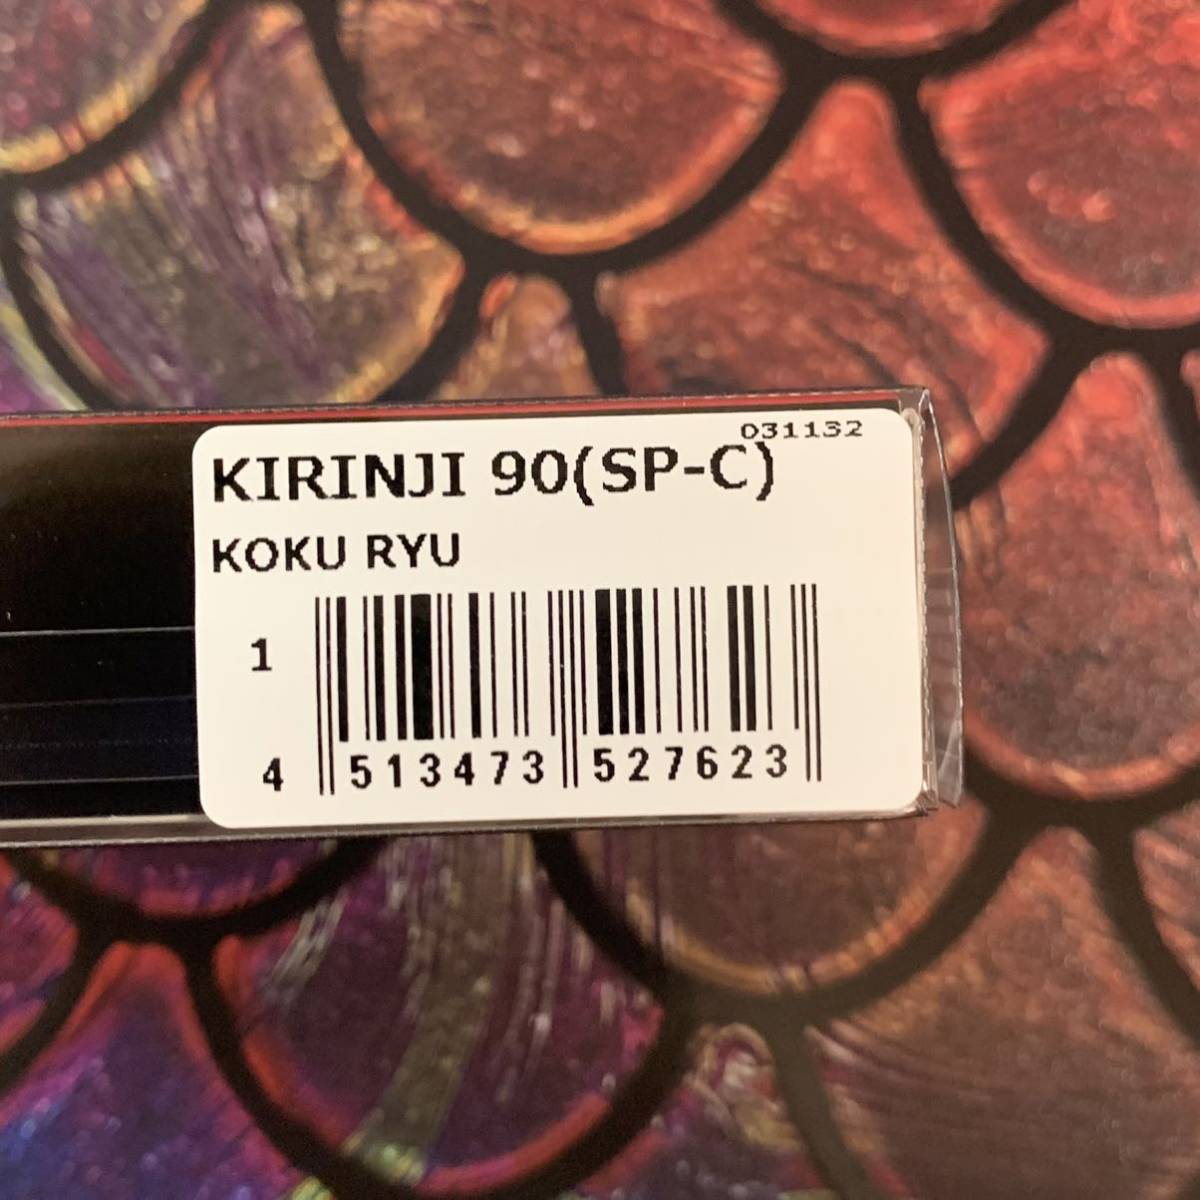 031132
KIRINJI 90(SP-C)
KOKU RYU
1
4 513473 527623